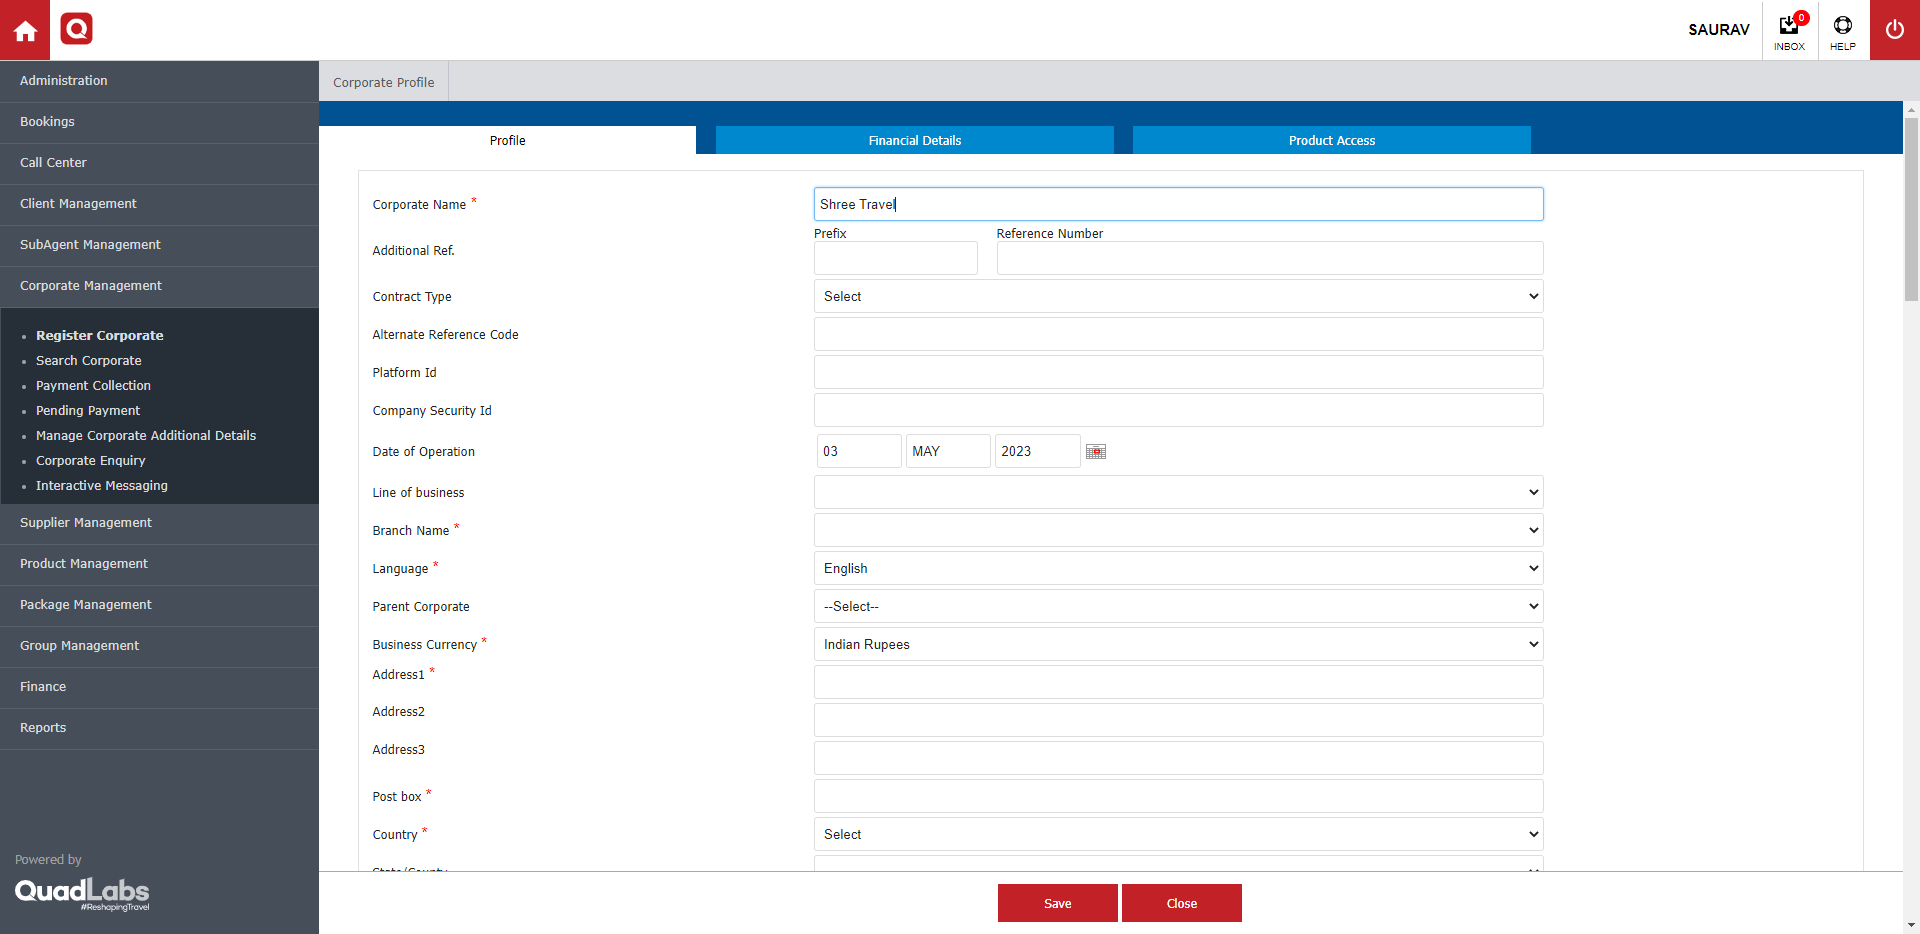 SAURAV
0
INBOX
HELP
Administration
Bookings
Call Center
Client Management
SubAgent Management
Corporate Management
Register Corporate
Search Corporate
Payment Collection
Pending Payment
Manage Corporate Additional Details
Corporate Enquiry
Interactive Messaging
Supplier Management
Product Management
Package Management
Group Management
Finance
Reports
Powered by
QuadLabs
#ReshapingTravel
Corporate Profile
Profile Financial Details Product Access
Corporate Name * Shree Travel
Prefix Reference Number
Additional Ref.
Contract Type Select
Alternate Reference Code
Platform Id
Company Security Id
Date of Operation 03 MAY 2023
Line of business
Branch Name *
Language * English
Parent Corporate --Select--
Business Currency * Indian Rupees
Address1 *
Address2
Address3
Post box *
Country * Select
State/County
Save Close